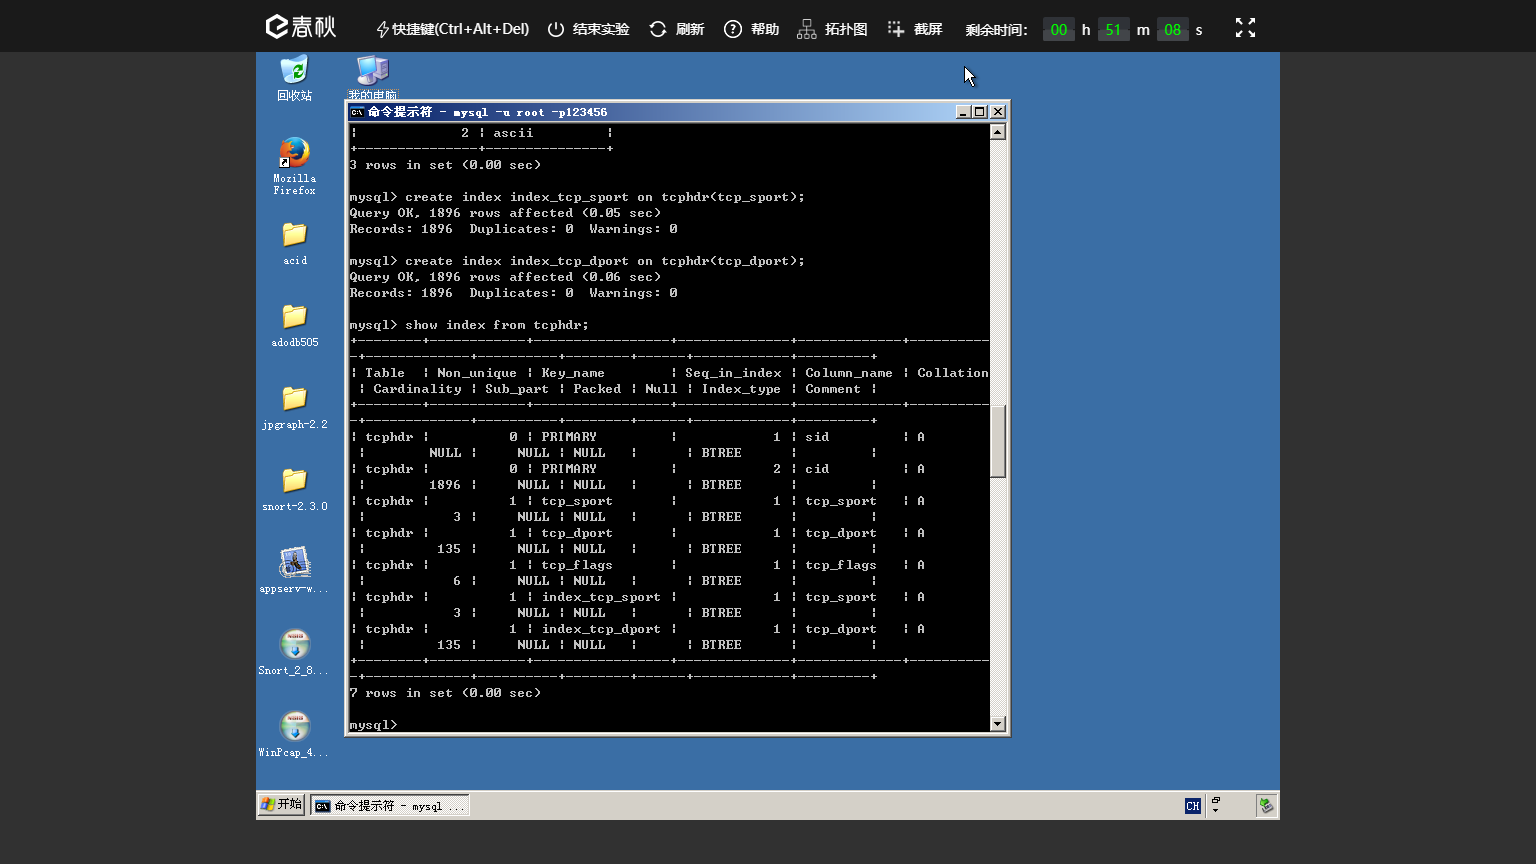 春秋 快捷键(Ctrl+Alt+Del) 结束实验 刷新 帮助 拓扑图 截屏 剩余时间: 00 h 51 m 08 s
回收站
我的电脑
Mozilla Firefox
acid
adodb505
jpgraph-2.2
snort-2.3.0
appserv-w...
Snort_2_8...
WinPcap_4...
命令提示符 - mysql -u root -p123456
| 2 | ascii |
+---------------+---------------+
3 rows in set (0.00 sec)
mysql> create index index_tcp_sport on tcphdr(tcp_sport);
Query OK, 1896 rows affected (0.05 sec)
Records: 1896  Duplicates: 0  Warnings: 0
mysql> create index index_tcp_dport on tcphdr(tcp_dport);
Query OK, 1896 rows affected (0.06 sec)
Records: 1896  Duplicates: 0  Warnings: 0
mysql> show index from tcphdr;
+--------+------------+-----------------+--------------+-------------+----------
-+-------------+----------+--------+------+------------+---------+
| Table  | Non_unique | Key_name        | Seq_in_index | Column_name | Collation
 | Cardinality | Sub_part | Packed | Null | Index_type | Comment |
+--------+------------+-----------------+--------------+-------------+----------
-+-------------+----------+--------+------+------------+---------+
| tcphdr |          0 | PRIMARY         |            1 | sid         | A
 |        NULL |     NULL | NULL   |      | BTREE      |         |
| tcphdr |          0 | PRIMARY         |            2 | cid         | A
 |        1896 |     NULL | NULL   |      | BTREE      |         |
| tcphdr |          1 | tcp_sport       |            1 | tcp_sport   | A
 |           3 |     NULL | NULL   |      | BTREE      |         |
| tcphdr |          1 | tcp_dport       |            1 | tcp_dport   | A
 |         135 |     NULL | NULL   |      | BTREE      |         |
| tcphdr |          1 | tcp_flags       |            1 | tcp_flags   | A
 |           6 |     NULL | NULL   |      | BTREE      |         |
| tcphdr |          1 | index_tcp_sport |            1 | tcp_sport   | A
 |           3 |     NULL | NULL   |      | BTREE      |         |
| tcphdr |          1 | index_tcp_dport |            1 | tcp_dport   | A
 |         135 |     NULL | NULL   |      | BTREE      |         |
+--------+------------+-----------------+--------------+-------------+----------
-+-------------+----------+--------+------+------------+---------+
7 rows in set (0.00 sec)
mysql>
开始 命令提示符 - mysql ... CH